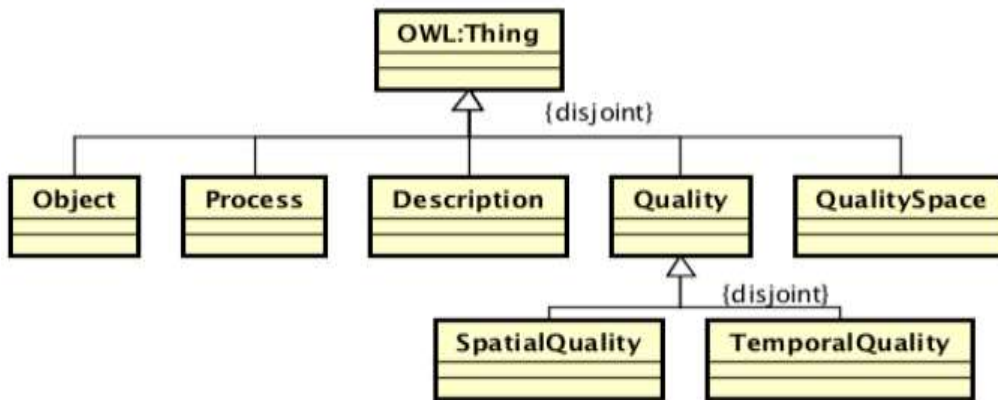 OWL:Thing
{disjoint}
Object
Process
Description
Quality
QualitySpace
{disjoint}
SpatialQuality
TemporalQuality